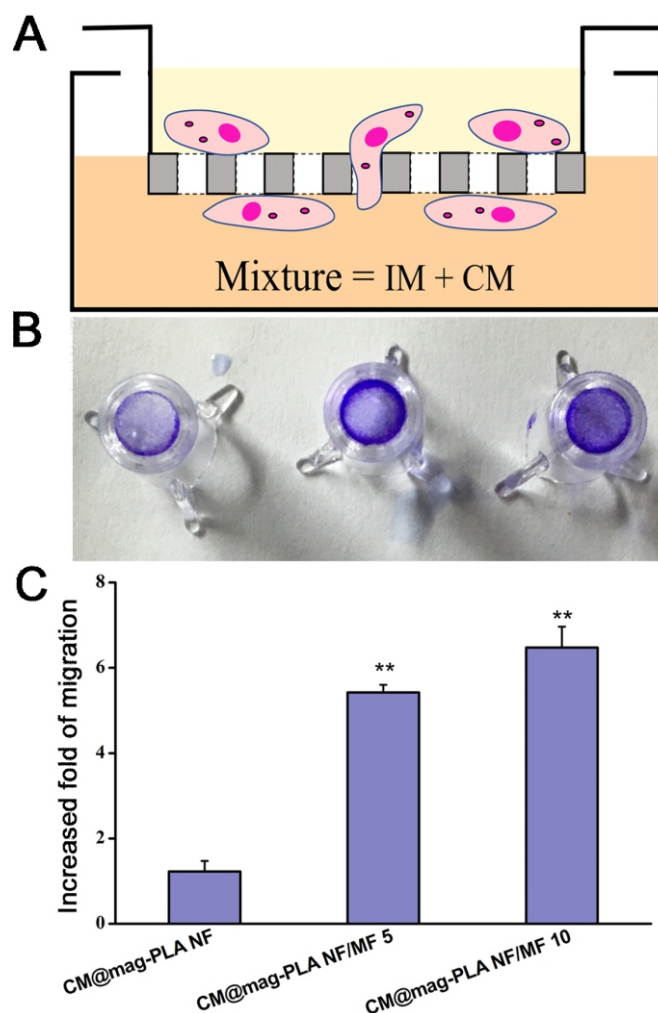 A
Mixture = IM + CM
B
C
Increased fold of migration
8
6
4
2
0
**
**
CM@mag-PLA NF
CM@mag-PLA NF/MF 5
CM@mag-PLA NF/MF 10